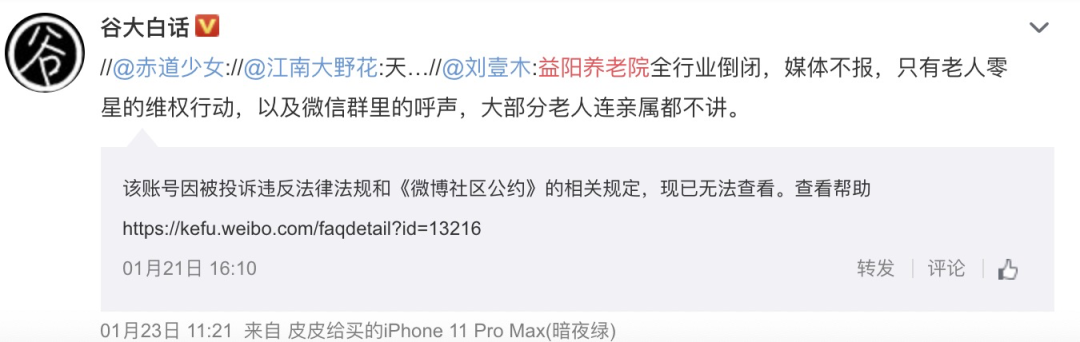 谷
谷大白话 V
//@赤道少女://@江南大野花:天...//@刘壹木:益阳养老院全行业倒闭，媒体不报，只有老人零
星的维权行动，以及微信群里的呼声，大部分老人连亲属都不讲。
该账号因被投诉违反法律法规和《微博社区公约》的相关规定，现已无法查看。查看帮助
https://kefu.weibo.com/faqdetail?id=13216
01月21日 16:10 转发 评论
01月23日 11:21 来自 皮皮给买的iPhone 11 Pro Max(暗夜绿)